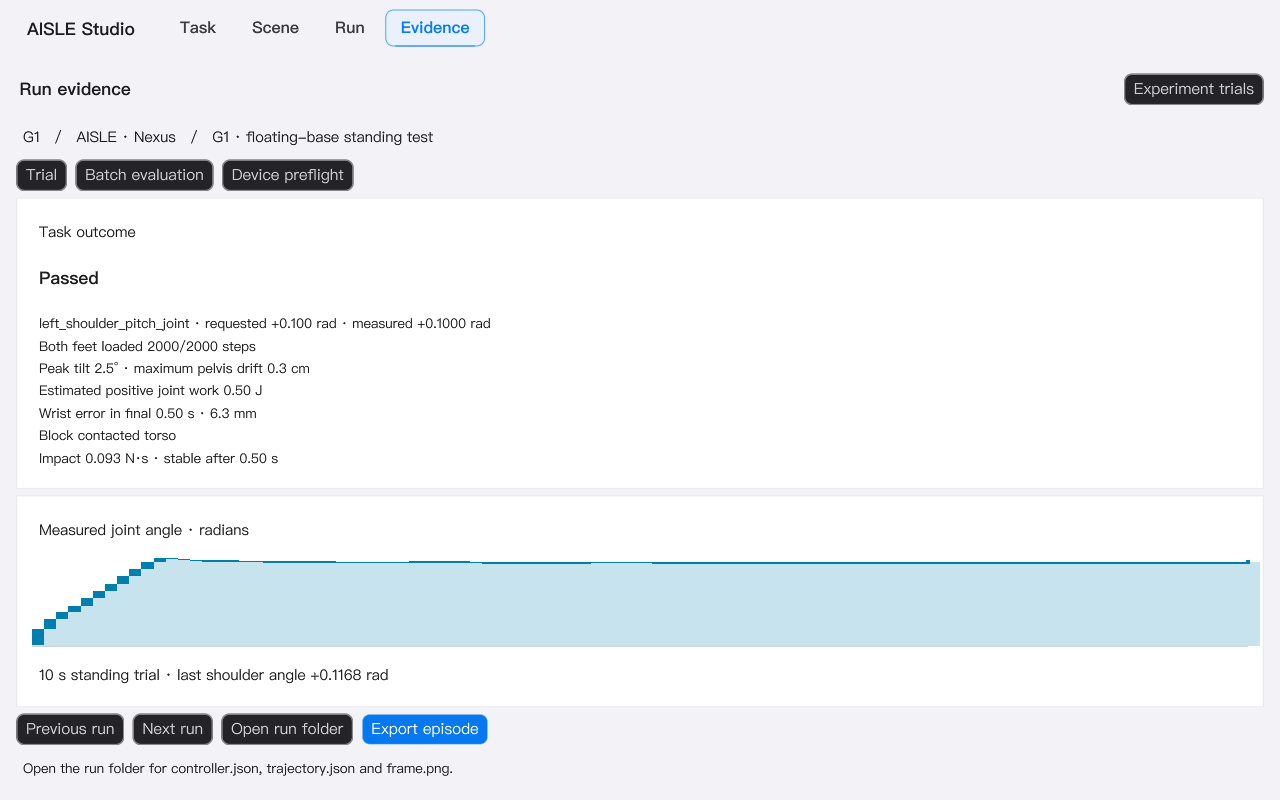 AISLE Studio Task Scene Run Evidence
Run evidence Experiment trials
G1 / AISLE · Nexus / G1 · floating-base standing test
Trial Batch evaluation Device preflight
Task outcome
Passed
left_shoulder_pitch_joint · requested +0.100 rad · measured +0.1000 rad
Both feet loaded 2000/2000 steps
Peak tilt 2.5° · maximum pelvis drift 0.3 cm
Estimated positive joint work 0.50 J
Wrist error in final 0.50 s · 6.3 mm
Block contacted torso
Impact 0.093 N·s · stable after 0.50 s
Measured joint angle · radians
10 s standing trial · last shoulder angle +0.1168 rad
Previous run Next run Open run folder Export episode
Open the run folder for controller.json, trajectory.json and frame.png.